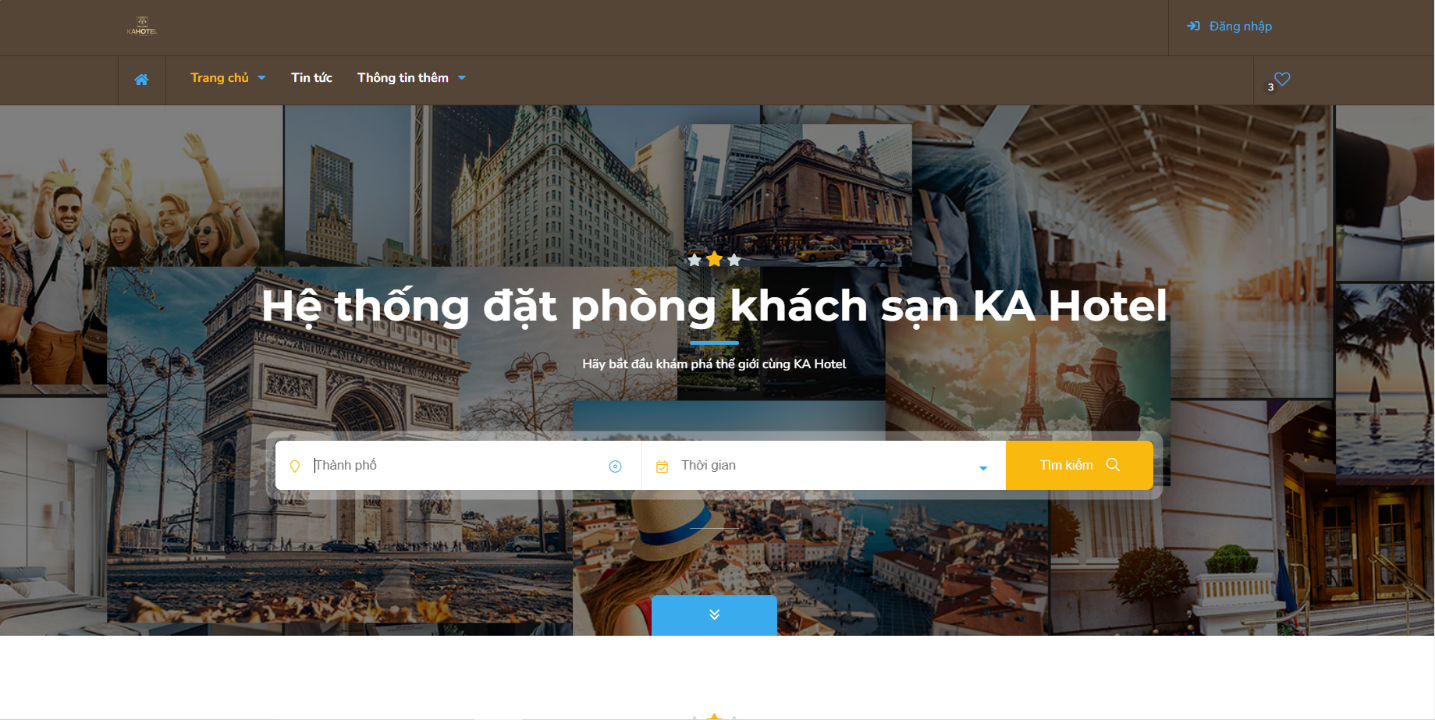 KAHOTEL
Đăng nhập
Trang chủ
Tin tức
Thông tin thêm
3
Hệ thống đặt phòng khách sạn KA Hotel
Hãy bắt đầu khám phá thế giới cùng KA Hotel
Thành phố
Thời gian
Tìm kiếm